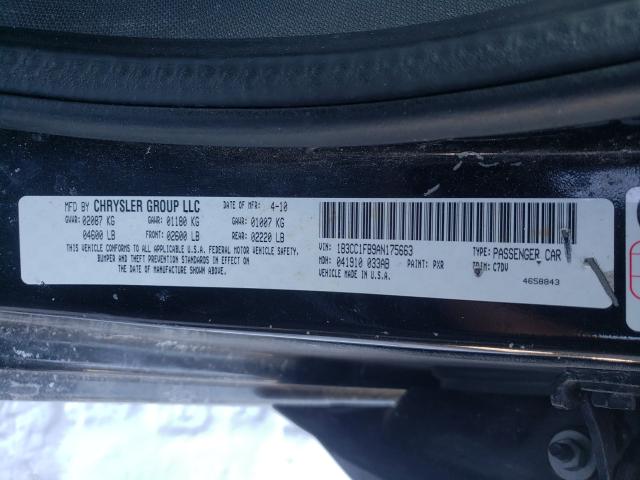 MFD BY CHRYSLER GROUP LLC DATE OF MFR: 4-10
GVWR: 02087 KG GAWR: 01180 KG GAWR: 01007 KG
04600 LB FRONT: 02600 LB REAR: 02220 LB
THIS VEHICLE CONFORMS TO ALL APPLICABLE U.S.A. FEDERAL MOTOR VEHICLE SAFETY,
BUMPER AND THEFT PREVENTION STANDARDS IN EFFECT ON
THE DATE OF MANUFACTURE SHOWN ABOVE.
VIN: 1B3CC1FB9AN175663 TYPE: PASSENGER CAR
MDH: 041910 033AB PAINT: PXR TRIM: C7DV
VEHICLE MADE IN U.S.A. 4658843